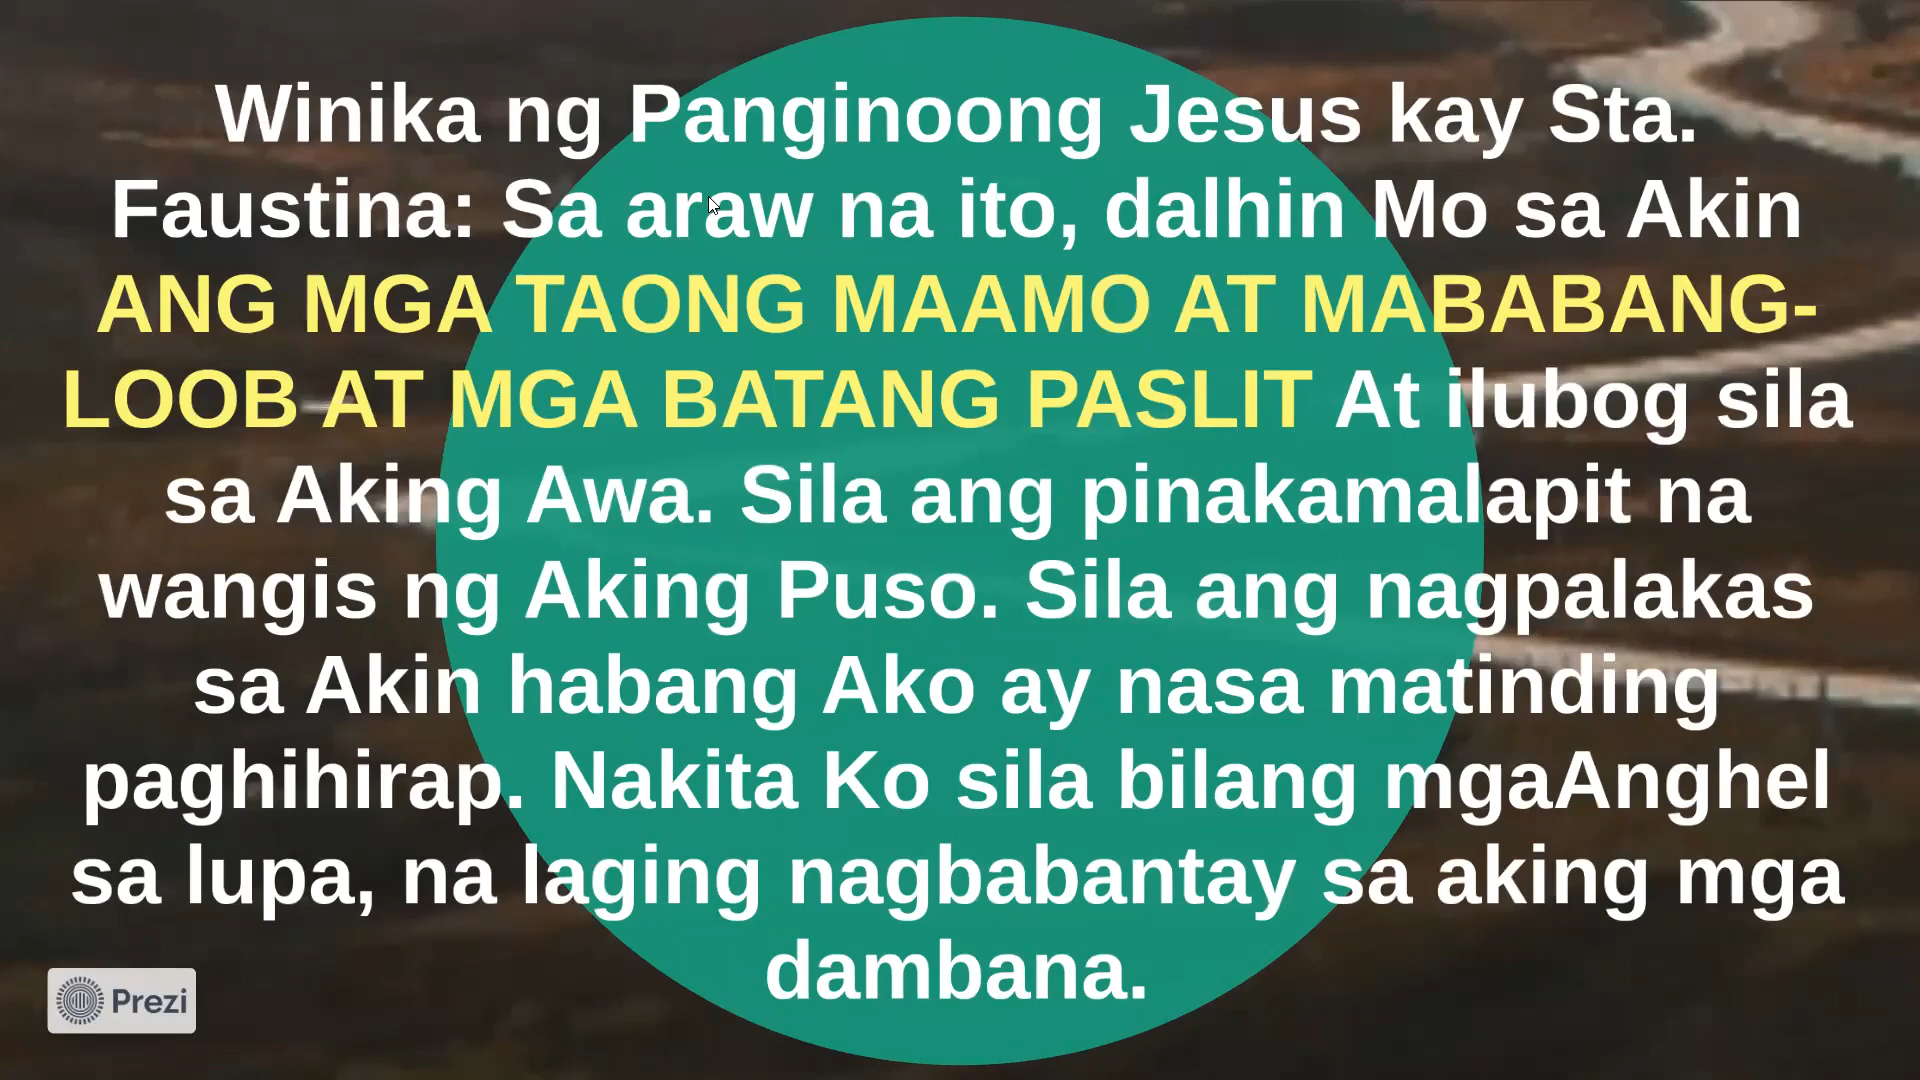 Winika ng Panginoong Jesus kay Sta.
Faustina: Sa araw na ito, dalhin Mo sa Akin
ANG MGA TAONG MAAMO AT MABABANG-
LOOB AT MGA BATANG PASLIT At ilubog sila
sa Aking Awa. Sila ang pinakamalapit na
wangis ng Aking Puso. Sila ang nagpalakas
sa Akin habang Ako ay nasa matinding
paghihirap. Nakita Ko sila bilang mgaAnghel
sa lupa, na laging nagbabantay sa aking mga
dambana.
Prezi